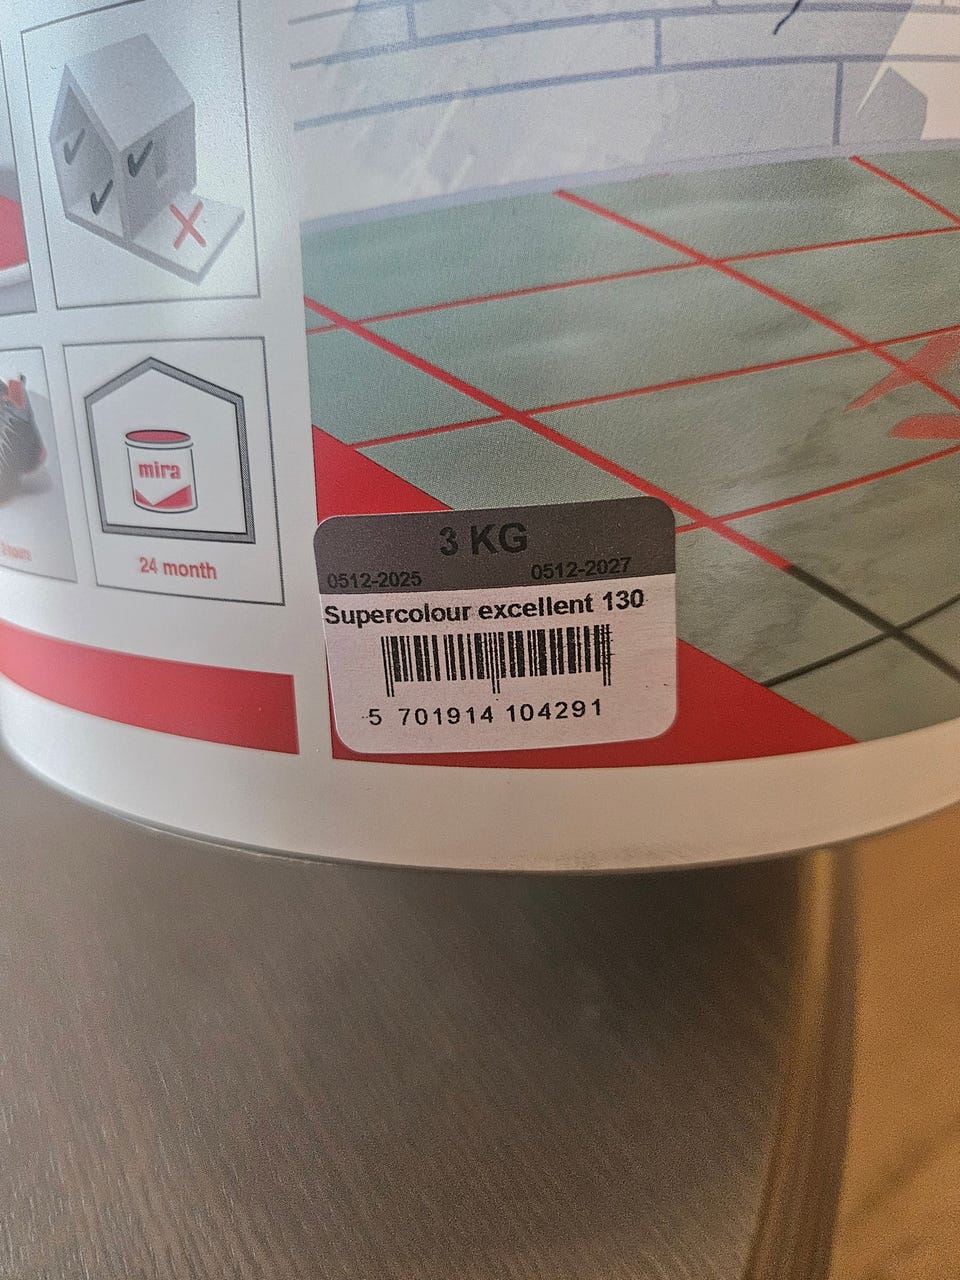 mira
24 month
3 KG
0512-2025 0512-2027
Supercolour excellent 130
5 701914 104291